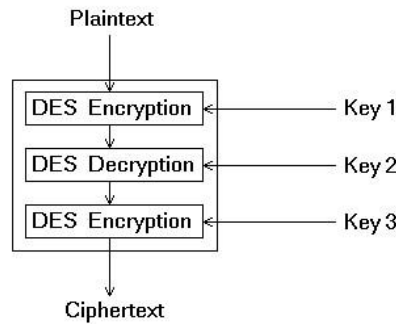 Plaintext
DES Encryption
Key 1
DES Decryption
Key 2
DES Encryption
Key 3
Ciphertext